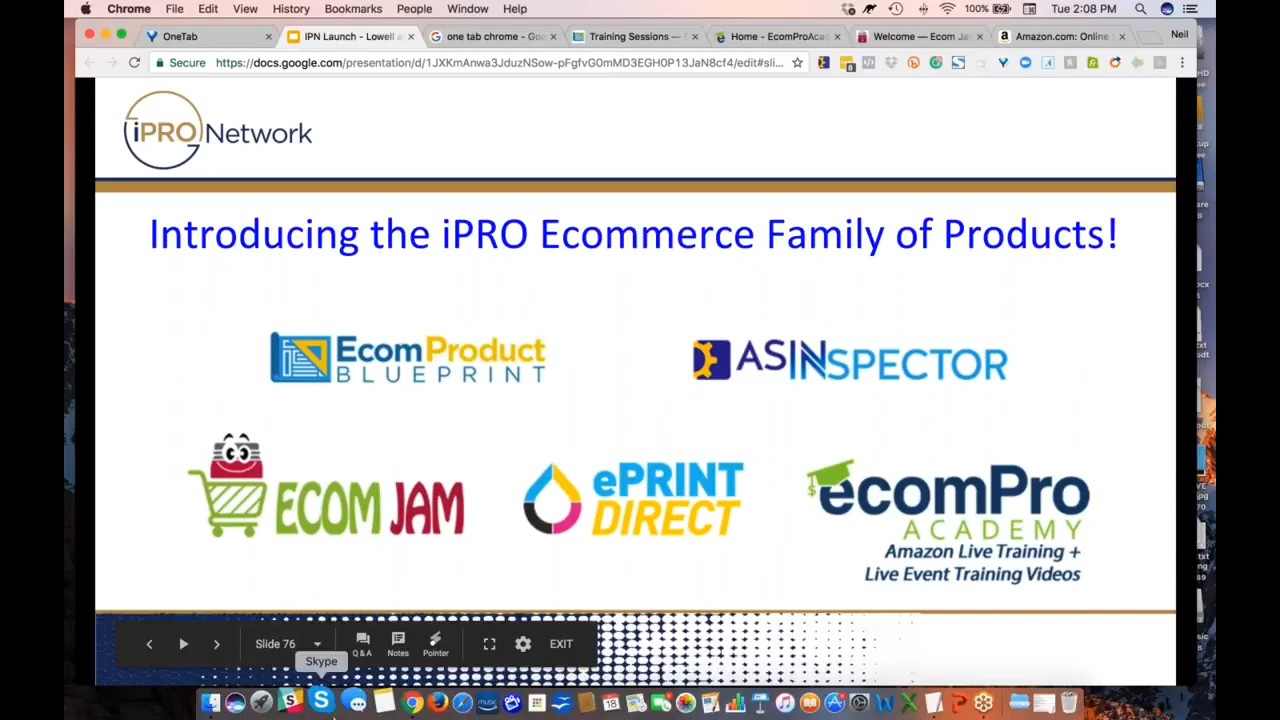 Chrome File Edit View History Bookmarks People Window Help 100% Tue 2:08 PM
OneTab IPN Launch - Lowell a one tab chrome - Goo Training Sessions — E Home - EcomProAca Welcome — Ecom Ja Amazon.com: Online Neil
Secure https://docs.google.com/presentation/d/1JXKmAnwa3JduzNSow-pFgfvG0mMD3EGH0P13JaN8cf4/edit#sli...
iPRO Network
Introducing the iPRO Ecommerce Family of Products!
Ecom Product
BLUEPRINT
ASINSPECTOR
ECOM JAM
ePRINT
DIRECT
ecomPro
ACADEMY
Amazon Live Training +
Live Event Training Videos
Slide 76 Q & A Notes Pointer EXIT
Skype